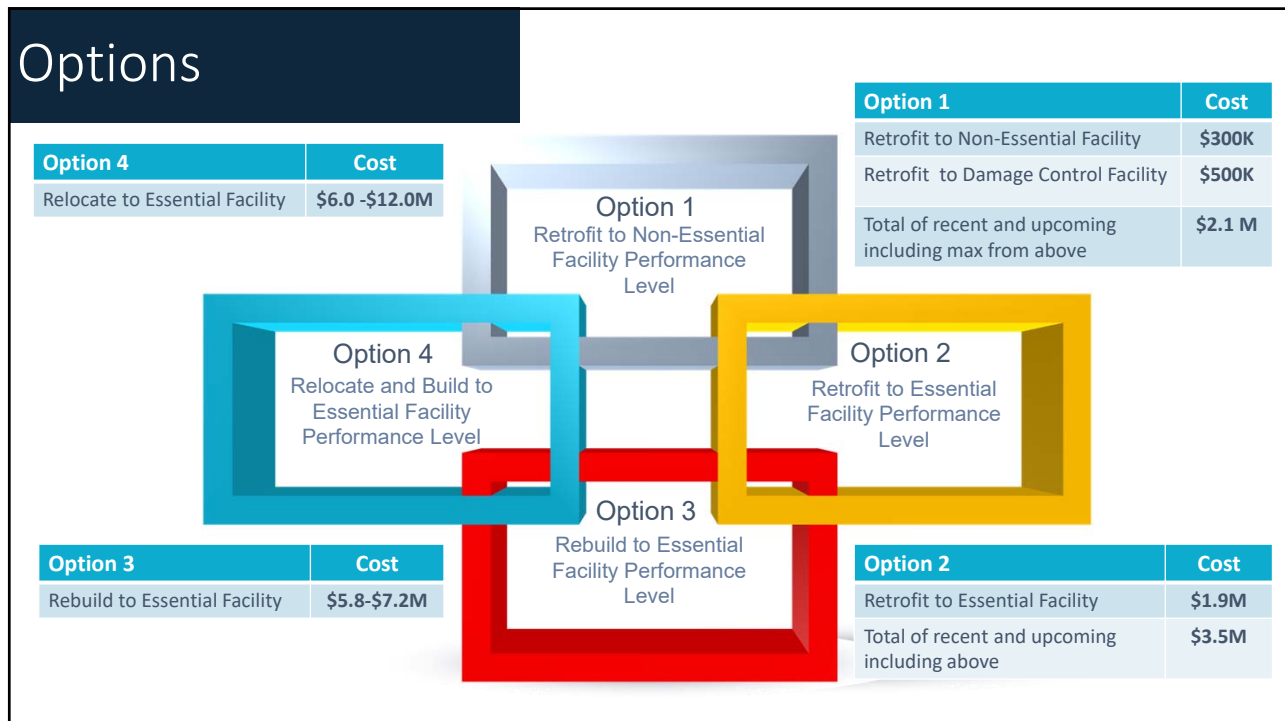 Options
Option 4 Cost
Relocate to Essential Facility $6.0 -$12.0M
Option 1 Cost
Retrofit to Non-Essential Facility $300K
Retrofit  to Damage Control Facility $500K
Total of recent and upcoming
including max from above $2.1 M
Option 1
Retrofit to Non-Essential
Facility Performance
Level
Option 4
Relocate and Build to
Essential Facility
Performance Level
Option 2
Retrofit to Essential
Facility Performance
Level
Option 3
Rebuild to Essential
Facility Performance
Level
Option 3 Cost
Rebuild to Essential Facility $5.8-$7.2M
Option 2 Cost
Retrofit to Essential Facility $1.9M
Total of recent and upcoming
including above $3.5M